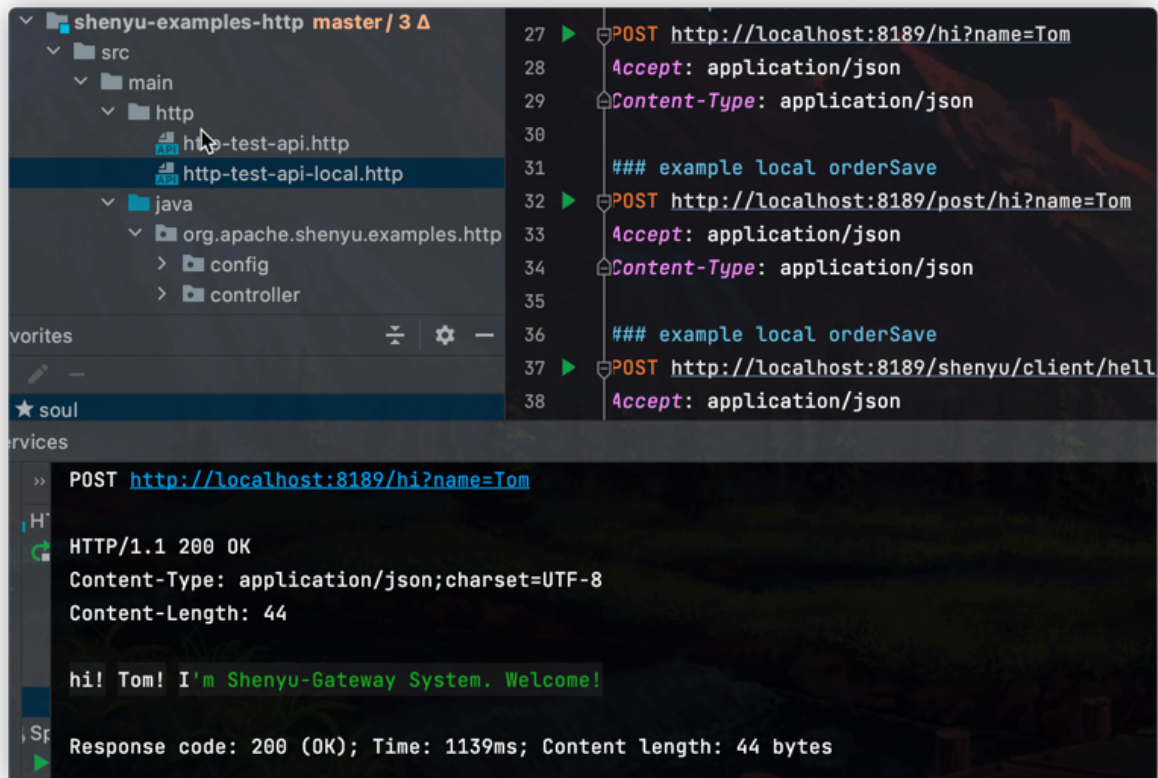 shenyu-examples-http master / 3 Δ
src
main
http
http-test-api.http
http-test-api-local.http
java
org.apache.shenyu.examples.http
config
controller
vorites
soul
27 POST http://localhost:8189/hi?name=Tom
28 Accept: application/json
29 Content-Type: application/json
30
31 ### example local orderSave
32 POST http://localhost:8189/post/hi?name=Tom
33 Accept: application/json
34 Content-Type: application/json
35
36 ### example local orderSave
37 POST http://localhost:8189/shenyu/client/hell
38 Accept: application/json
ervices
POST http://localhost:8189/hi?name=Tom
HTTP/1.1 200 OK
Content-Type: application/json;charset=UTF-8
Content-Length: 44
hi! Tom! I'm Shenyu-Gateway System. Welcome!
Response code: 200 (OK); Time: 1139ms; Content length: 44 bytes